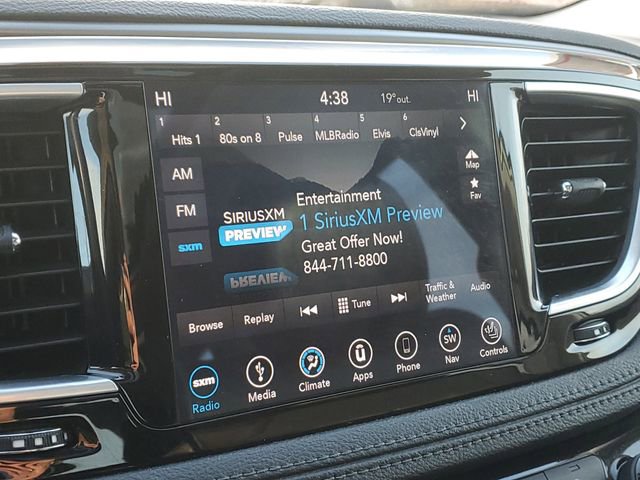 HI 4:38 19° out. HI
1 2 3 4 5 6
Hits 1 80s on 8 Pulse MLBRadio Elvis ClsVinyl
AM
Map
FM
Fav
sxm
Entertainment
SIRIUSXM
PREVIEW
1 SiriusXM Preview
Great Offer Now!
844-711-8800
PREVIEW
Browse Replay Tune Traffic & Weather Audio
sxm SW
Radio Media Climate Apps Phone Nav Controls